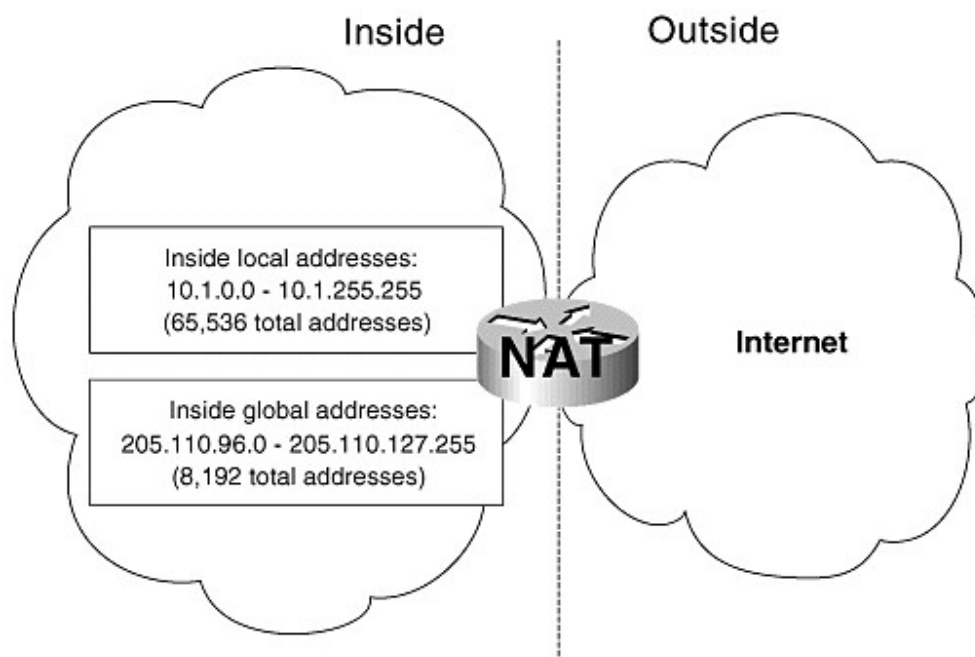 Inside
Outside
Inside local addresses:
10.1.0.0 - 10.1.255.255
(65,536 total addresses)
Inside global addresses:
205.110.96.0 - 205.110.127.255
(8,192 total addresses)
NAT
Internet